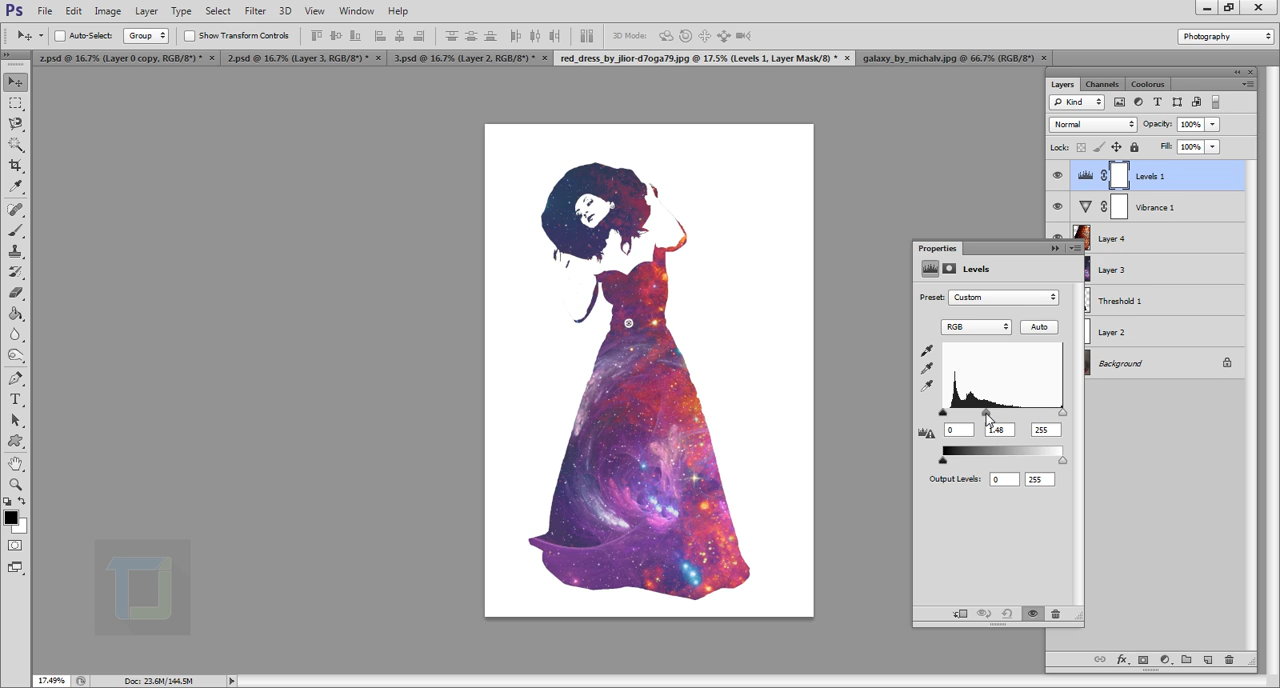 Ps File Edit Image Layer Type Select Filter 3D View Window Help
Auto-Select: Group Show Transform Controls 3D Mode: Photography
z.psd @ 16.7% (Layer 0 copy, RGB/8*) * × 2.psd @ 16.7% (Layer 3, RGB/8*) * × 3.psd @ 16.7% (Layer 2, RGB/8*) * × red_dress_by_jlior-d7oga79.jpg @ 17.5% (Levels 1, Layer Mask/8) * × galaxy_by_michalv.jpg @ 66.7% (RGB/8*) ×
Layers Channels Coolorus
Kind
Normal Opacity: 100%
Lock: Fill: 100%
Levels 1
Vibrance 1
Layer 4
Layer 3
Threshold 1
Layer 2
Background
Properties
Levels
Preset: Custom
RGB Auto
0 1.48 255
Output Levels: 0 255
17.49% Doc: 23.6M/144.5M